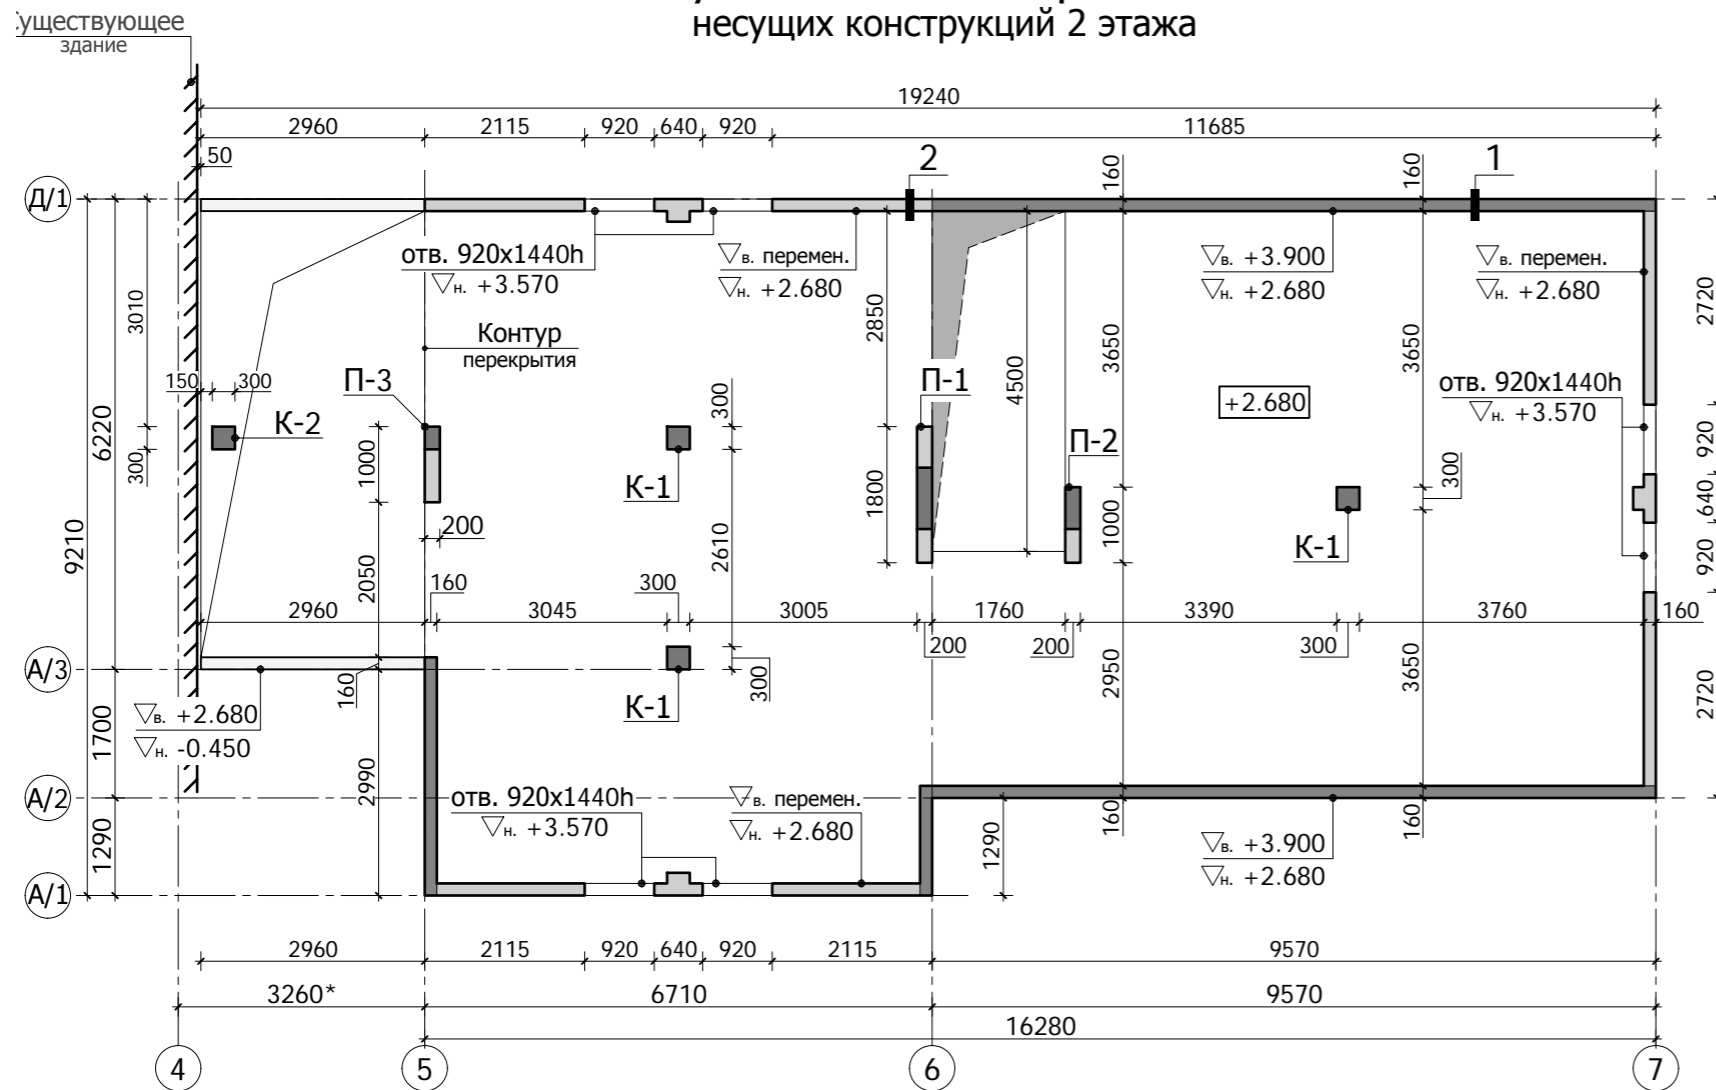 несущих конструкций 2 этажа
Существующее
здание
19240
2960
2115
920
640
920
11685
50
2
1
160
160
Д/1
отв. 920x1440h
н. +3.570
в. перемен.
н. +2.680
в. +3.900
н. +2.680
в. перемен.
н. +2.680
2720
3010
2850
3650
3650
Контур
перекрытия
150
300
П-3
300
П-1
4500
+2.680
отв. 920x1440h
н. +3.570
К-2
6220
300
1000
К-1
1800
П-2
1000
300
920
640
920
К-1
9210
200
2050
2610
160
300
2960
3045
3005
1760
3390
3760
160
200
200
300
А/3
160
300
2950
3650
2720
К-1
в. +2.680
н. -0.450
1700
2990
А/2
отв. 920x1440h
н. +3.570
в. перемен.
н. +2.680
160
160
1290
1290
в. +3.900
н. +2.680
А/1
2960
2115
920
640
920
2115
9570
3260*
6710
9570
16280
4
5
6
7